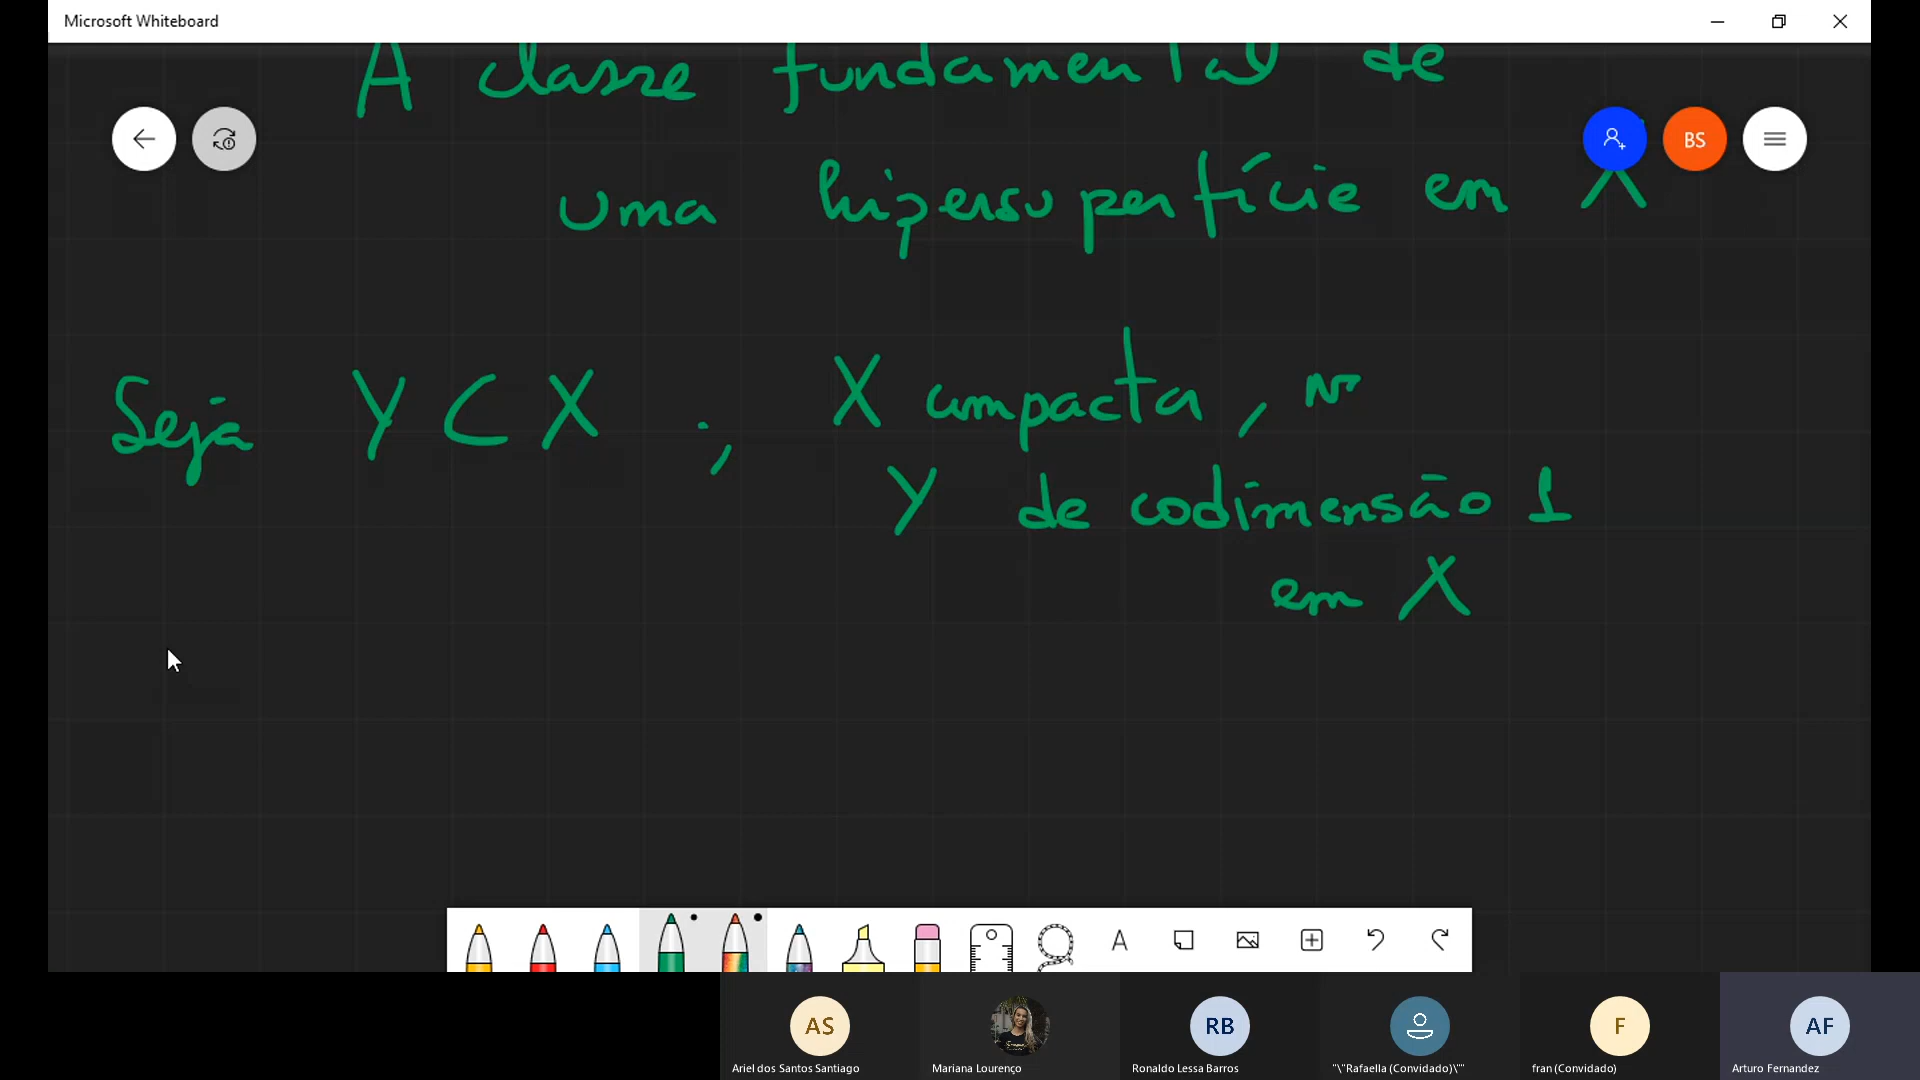 Microsoft Whiteboard
A classe fundamental de
uma hipersuperfície em X
BS
Seja Y ⊂ X ; X compacta,
Y de codimensão 1
em X
A
AS
RB
F
AF
Ariel dos Santos Santiago
Mariana Lourenço
Ronaldo Lessa Barros
"\"Rafaella (Convidado)\""
fran (Convidado)
Arturo Fernandez